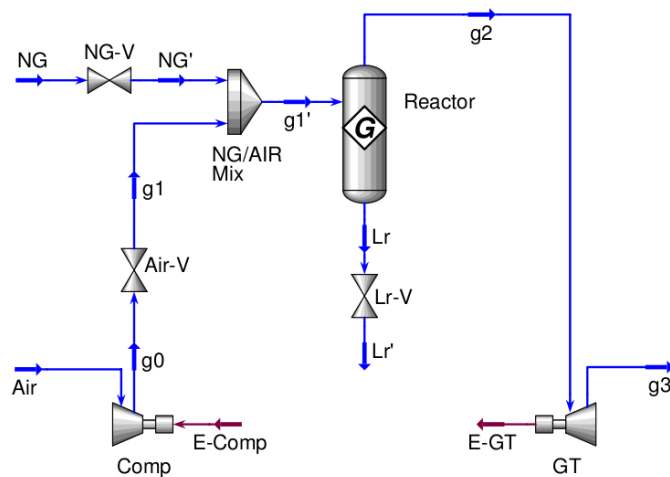 g2
NG
NG-V
NG'
Reactor
G
g1'
NG/AIR
Mix
g1
Lr
Air-V
Lr-V
Lr'
g0
Air
g3
E-Comp
E-GT
Comp
GT